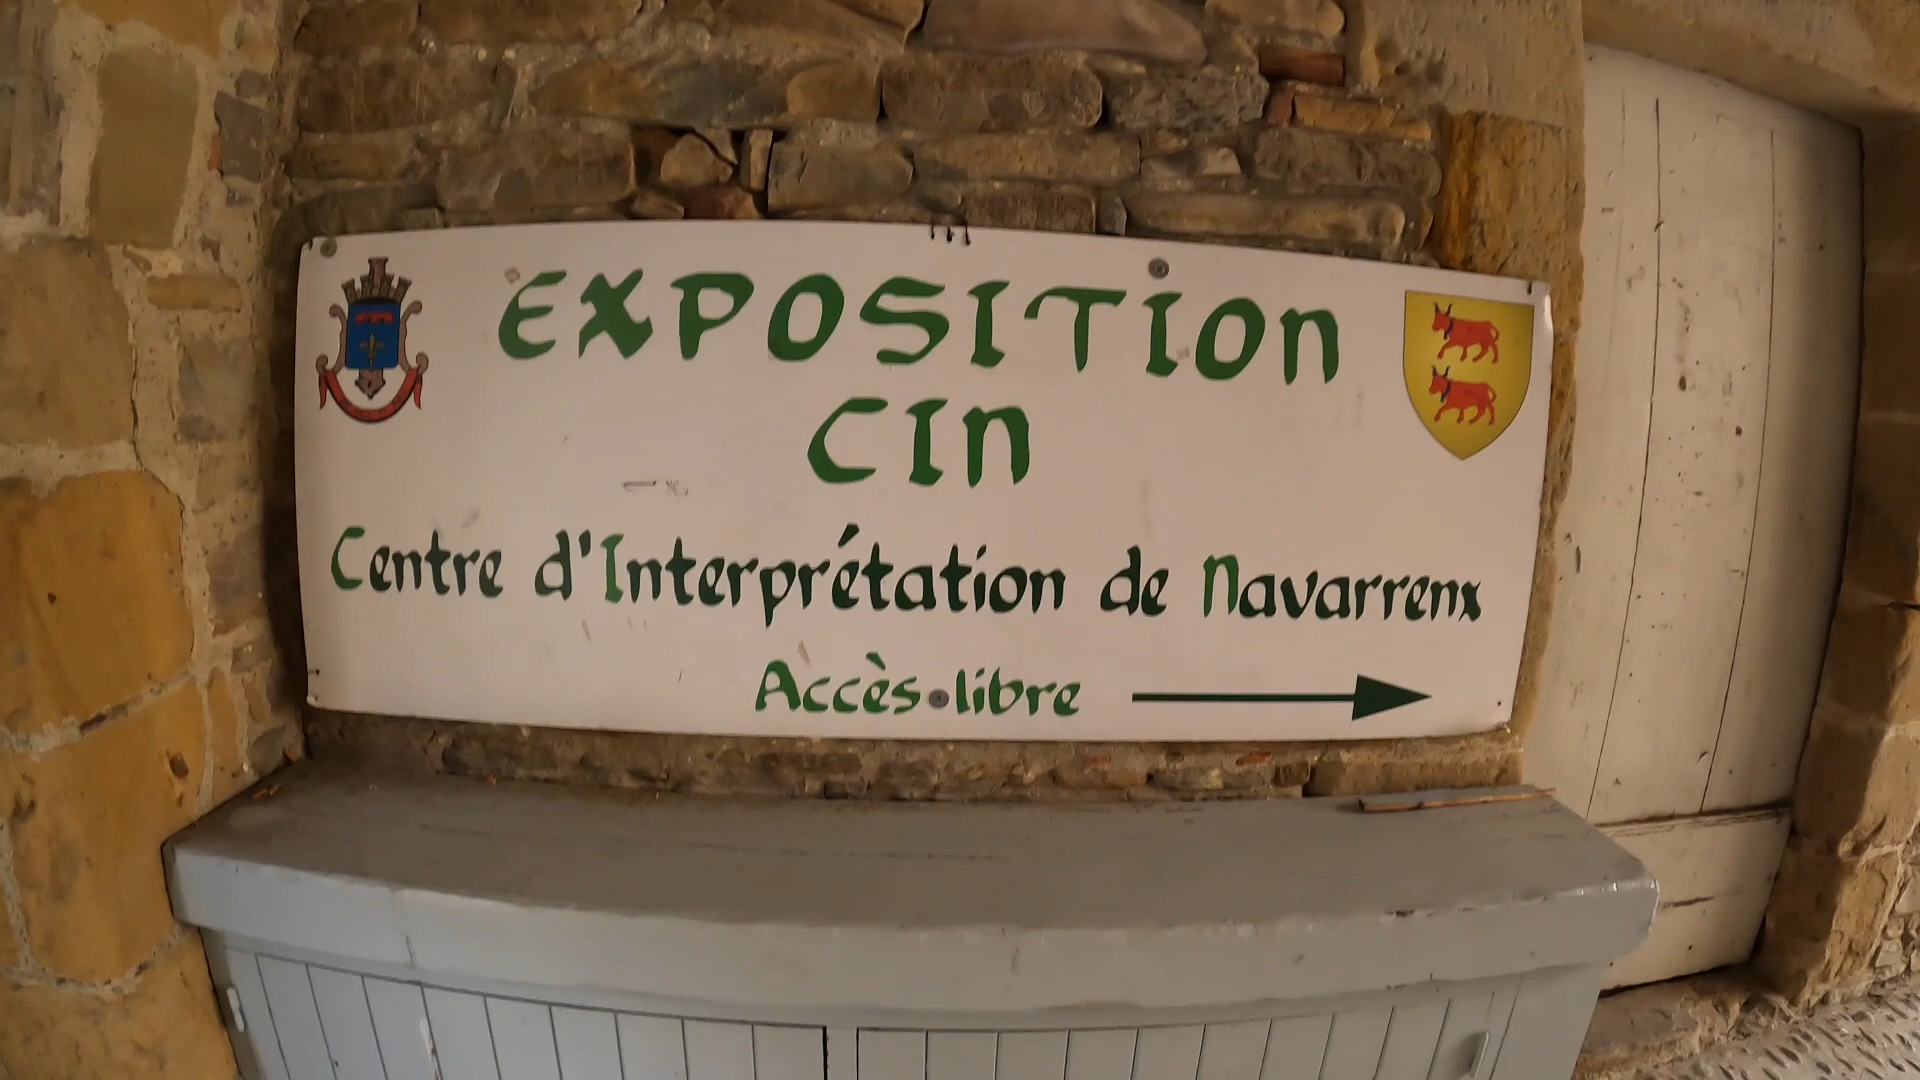 EXPOSITION
CIN
Centre d'Interprétation de Navarrenx
Accès libre